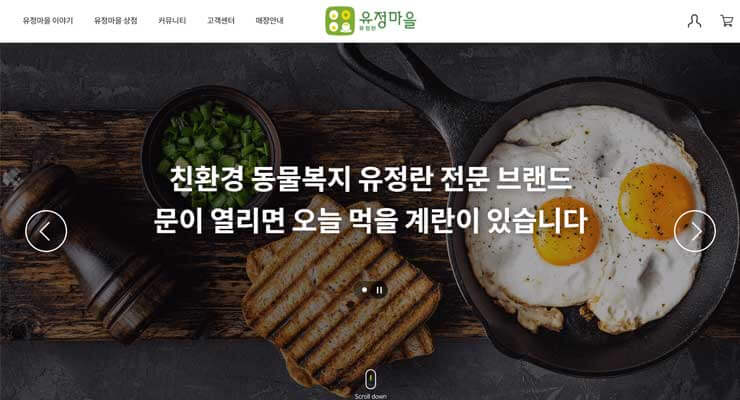 유정마을 이야기
유정마을 상점
커뮤니티
고객센터
매장안내
유정마을
유정란
친환경 동물복지 유정란 전문 브랜드
문이 열리면 오늘 먹을 계란이 있습니다
Scroll down